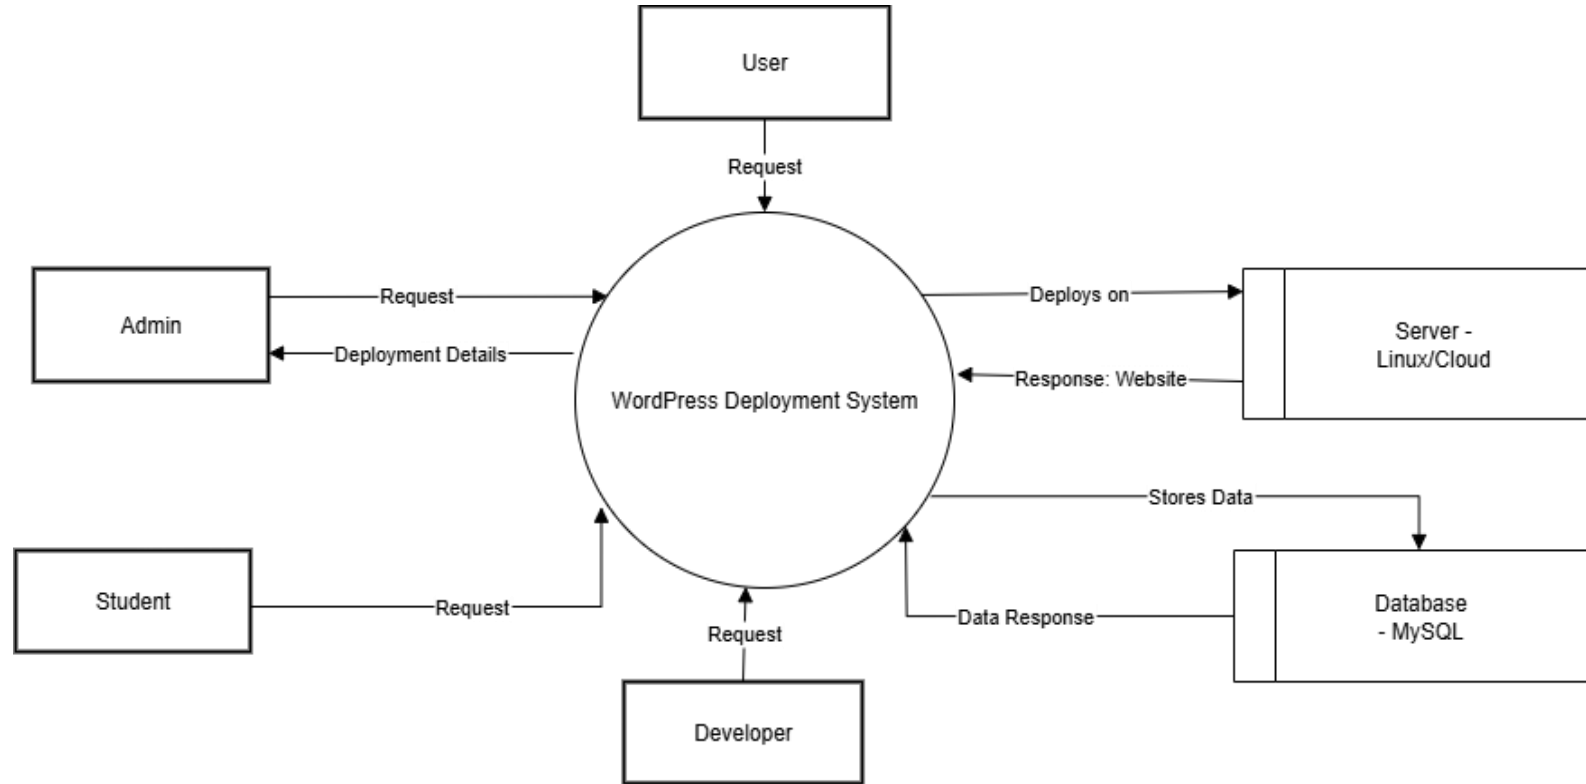 User
Request
Request
Deploys on
Admin
Server -
Linux/Cloud
Deployment Details
Response: Website
WordPress Deployment System
Stores Data
Student
Request
Data Response
Database
- MySQL
Request
Developer